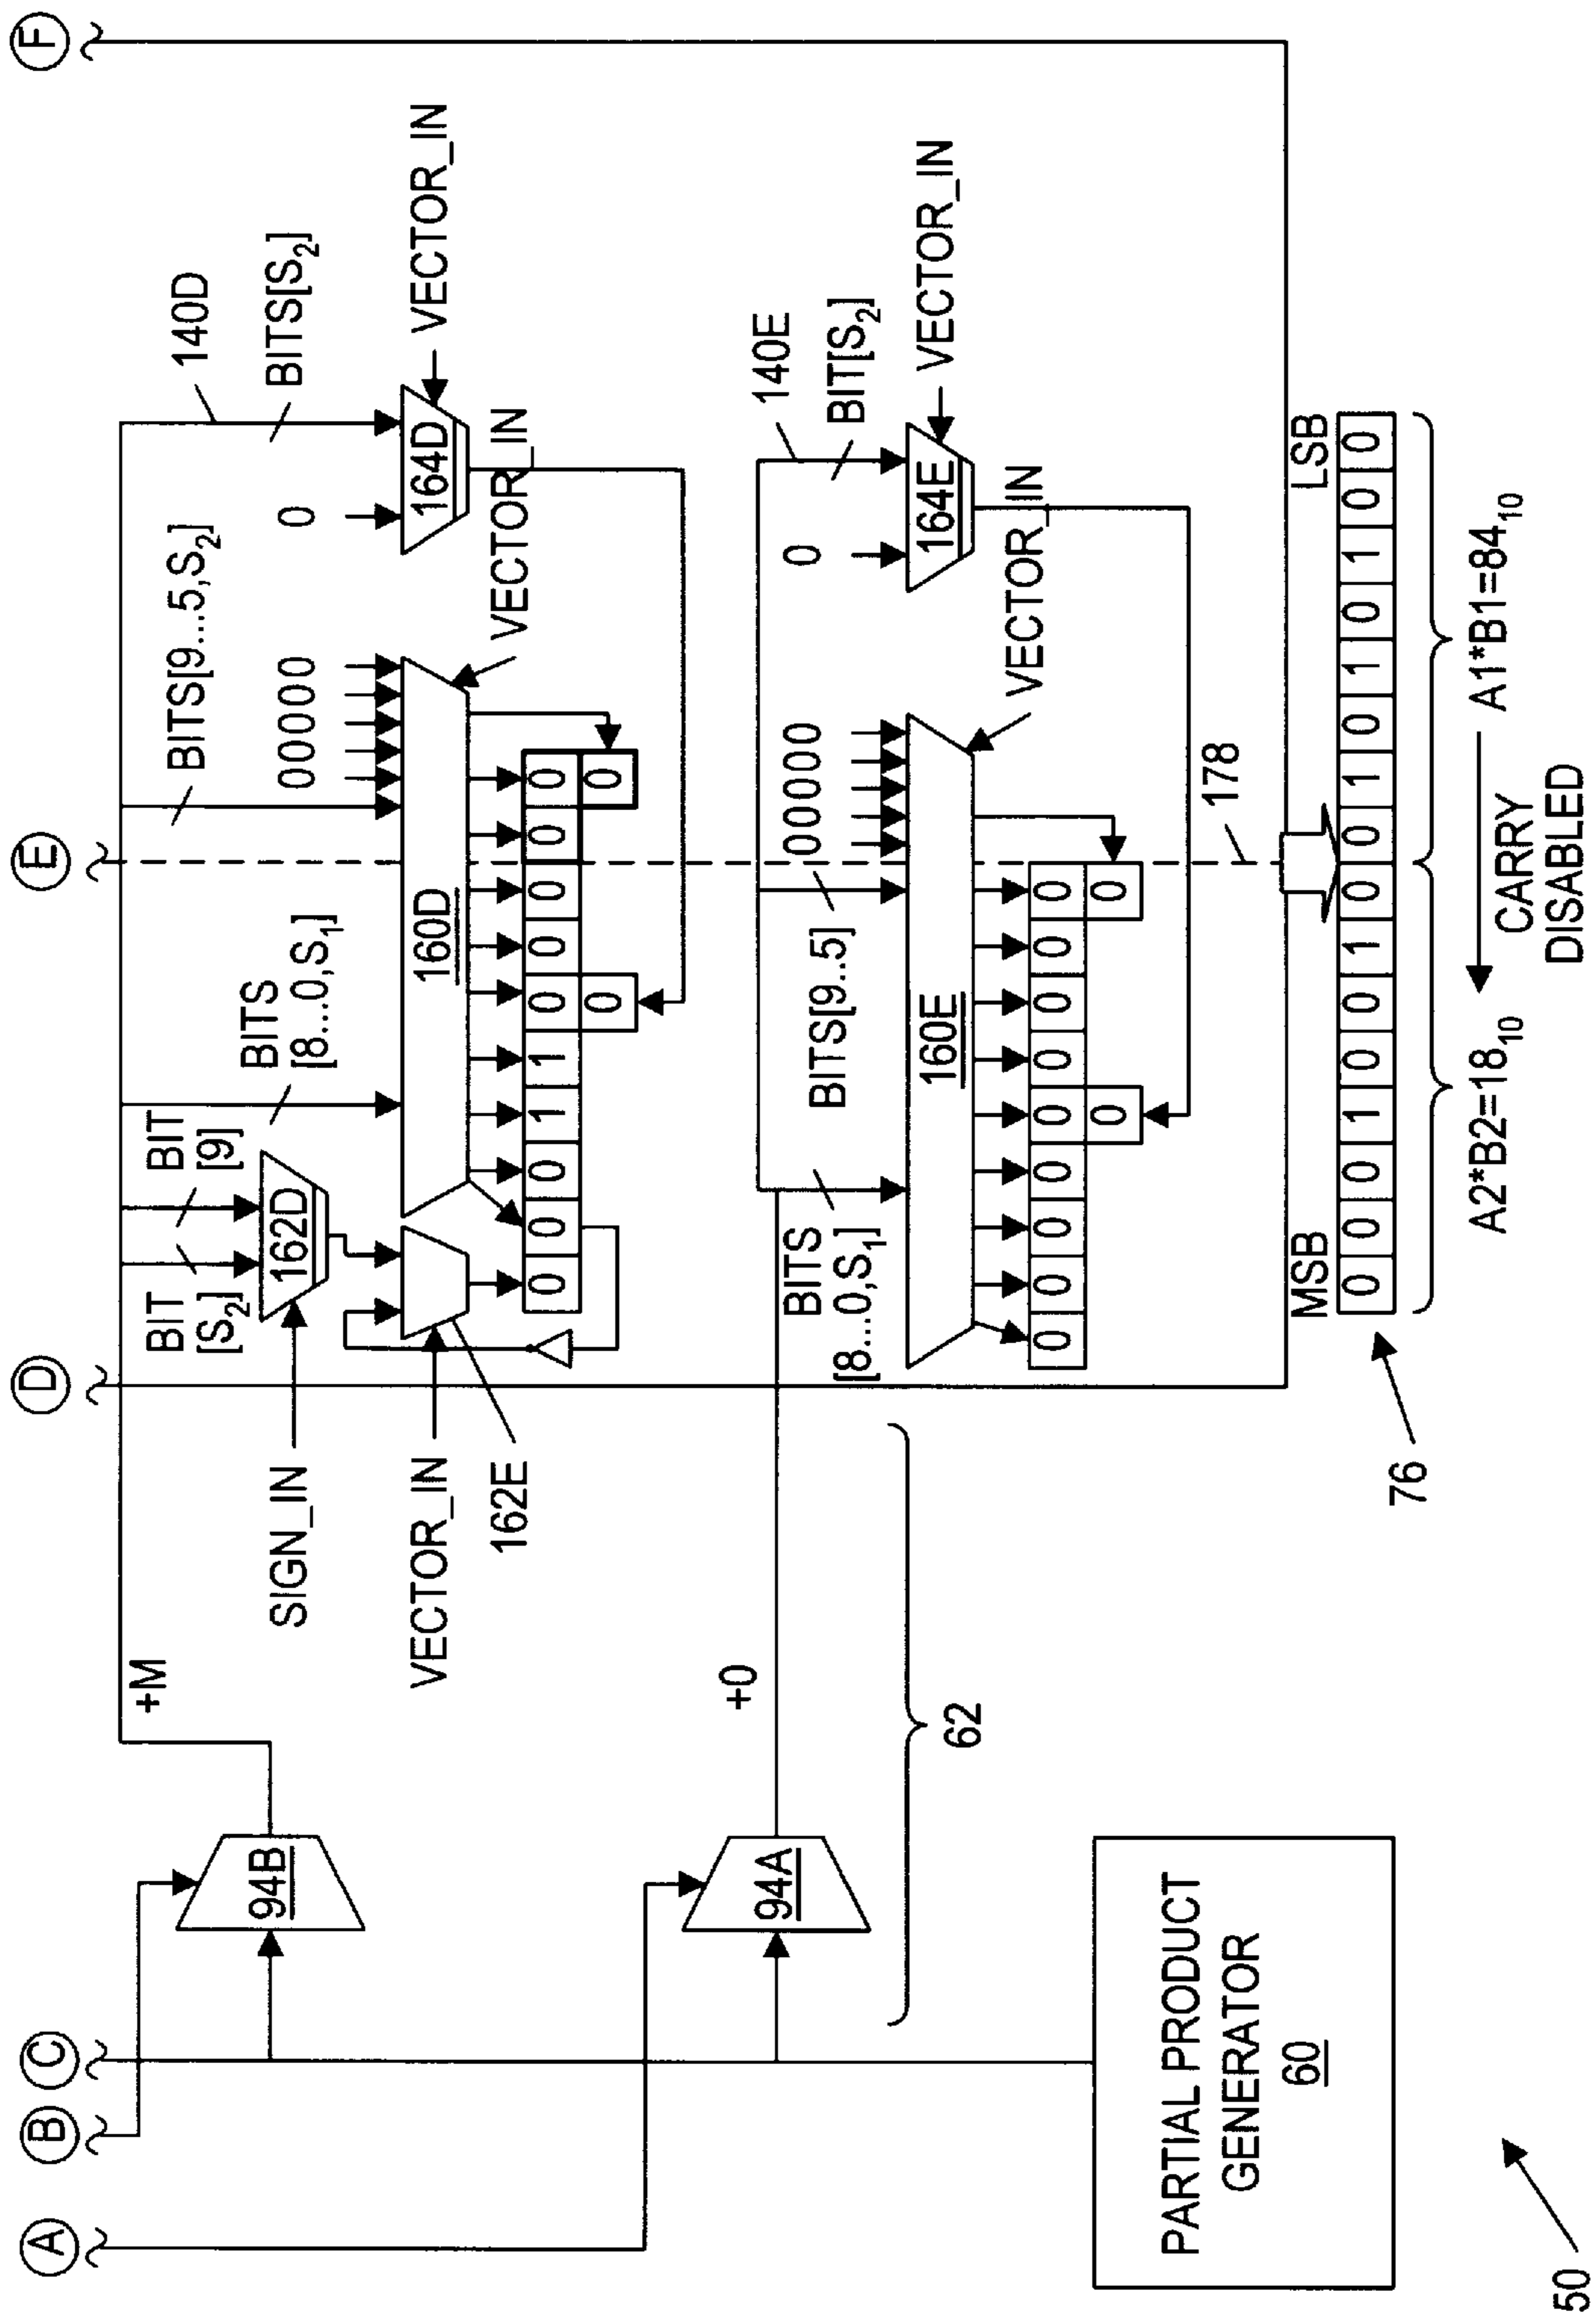 A B C D E F
+M
BIT [S2]
BIT [9]
BITS [8...0,S1]
BITS[9...5,S2]
140D
BITS[S2]
SIGN_IN
162D
00000
0
94B
VECTOR_IN
160D
164D
VECTOR_IN
162E
VECTOR_IN
0 0 0 1 1 0 0 0 0 0
0 0
+0
140E
BITS [8...0,S1]
BITS[9..5]
00000
0
BIT[S2]
94A
160E
164E
VECTOR_IN
62
VECTOR_IN
0 0 0 0 0 0 0 0 0
0 0
PARTIAL PRODUCT
GENERATOR
60
178
MSB LSB
0 0 0 1 0 0 1 0 0 1 0 1 0 1 0 0
76
A2*B2=18₁₀
A1*B1=84₁₀
CARRY
DISABLED
50